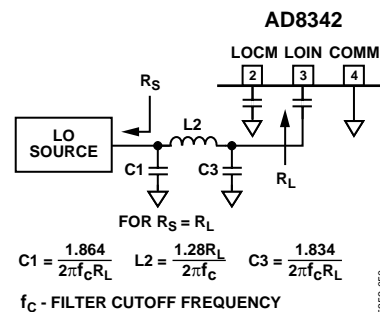 AD8342
LOCM LOIN COMM
2 3 4
RS
LO SOURCE
L2
C1 C3
RL
FOR RS = RL
C1 = 1.864 / 2πfCRL L2 = 1.28RL / 2πfC C3 = 1.834 / 2πfCRL
fC - FILTER CUTOFF FREQUENCY